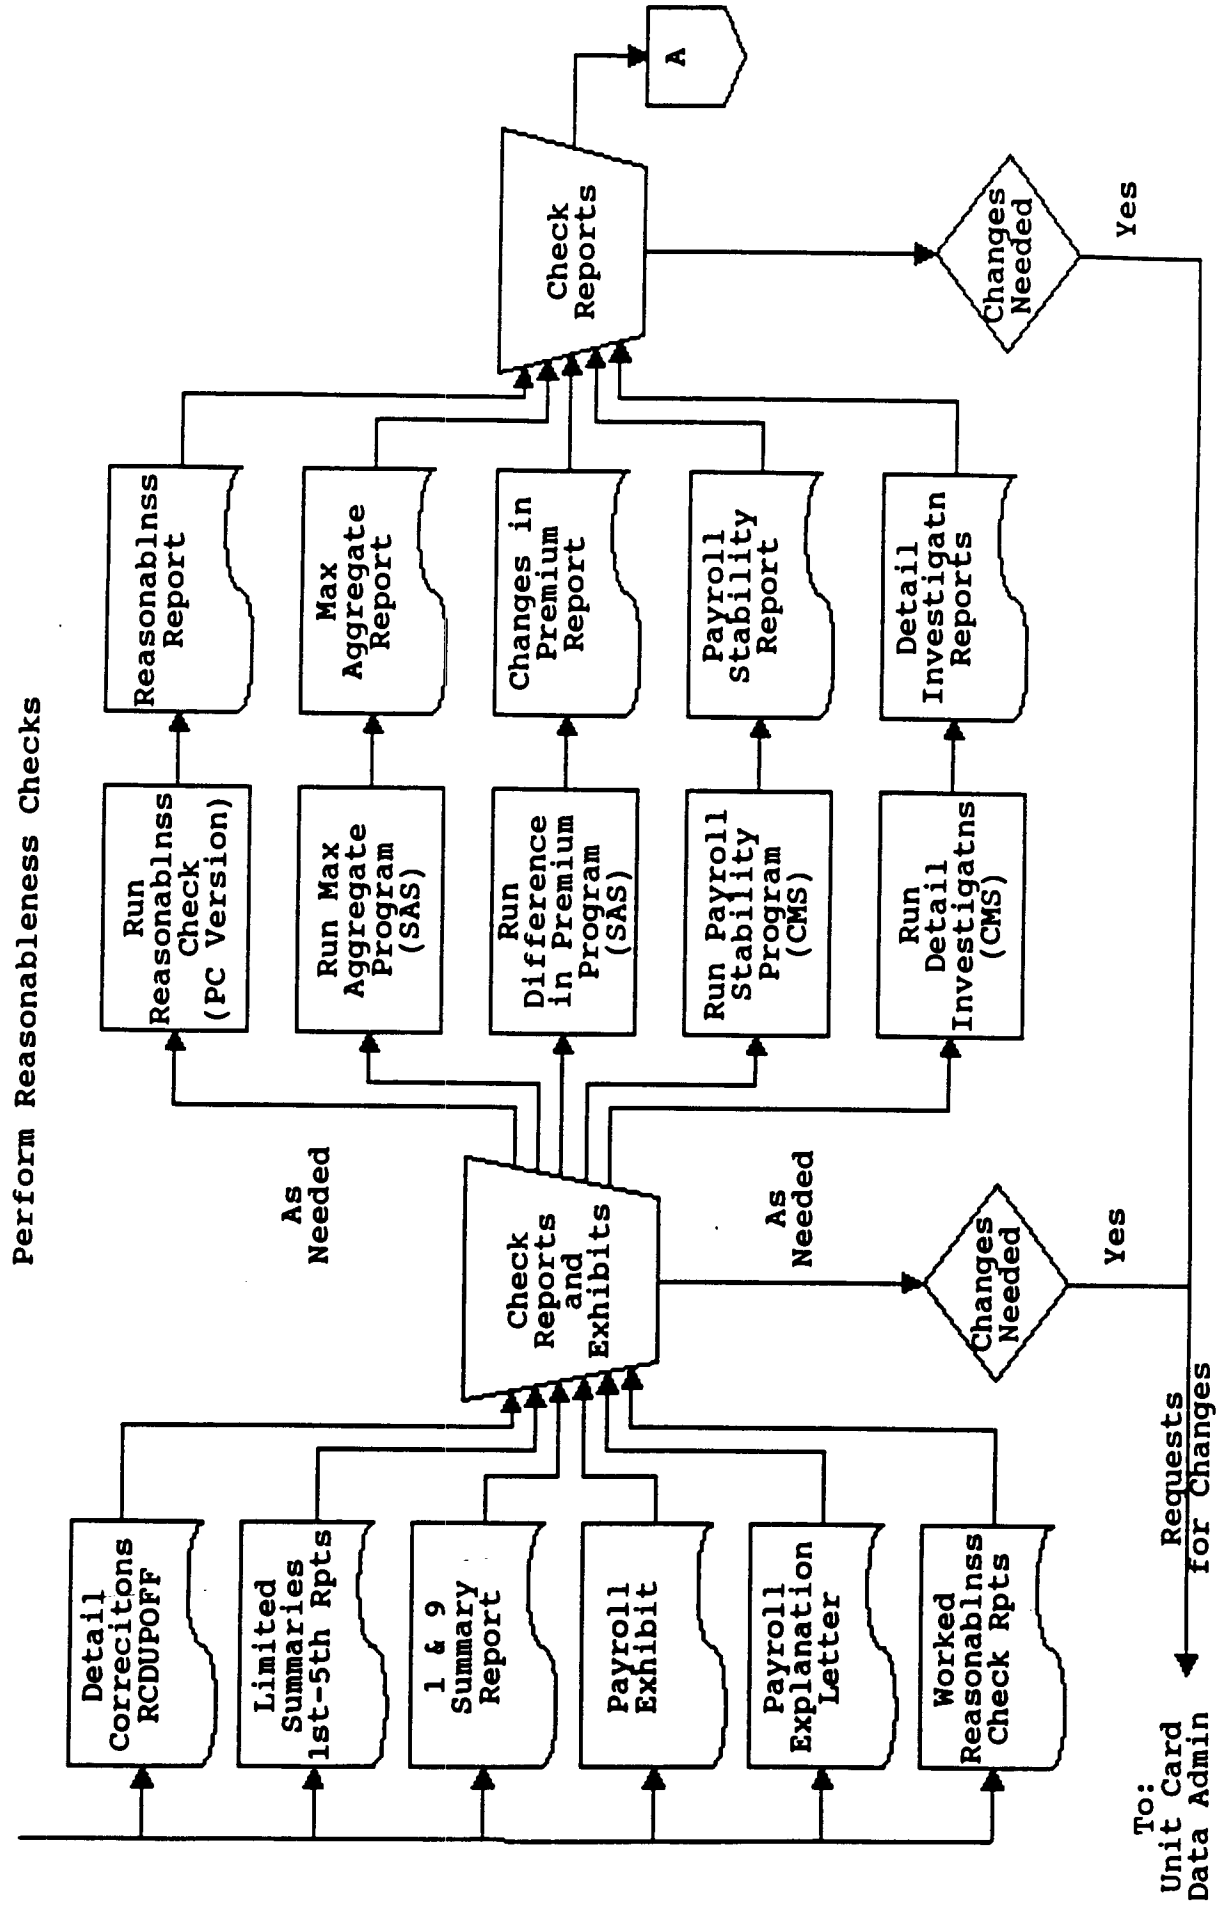 Perform Reasonableness Checks
Detail
Correcitons
RCDUPOFF
Limited
Summaries
1st-5th Rpts
1 & 9
Summary
Report
Payroll
Exhibit
Payroll
Explanation
Letter
Worked
Reasonablnss
Check Rpts
Check
Reports
and
Exhibits
As
Needed
As
Needed
Changes
Needed
Yes
Run
Reasonablnss
Check
(PC Version)
Run Max
Aggregate
Program
(SAS)
Run
Difference
in Premium
Program
(SAS)
Run Payroll
Stability
Program
(CMS)
Run
Detail
Investigatns
(CMS)
Reasonablnss
Report
Max
Aggregate
Report
Changes in
Premium
Report
Payroll
Stability
Report
Detail
Investigatn
Reports
Check
Reports
A
Changes
Needed
Yes
Requests
for Changes
To:
Unit Card
Data Admin